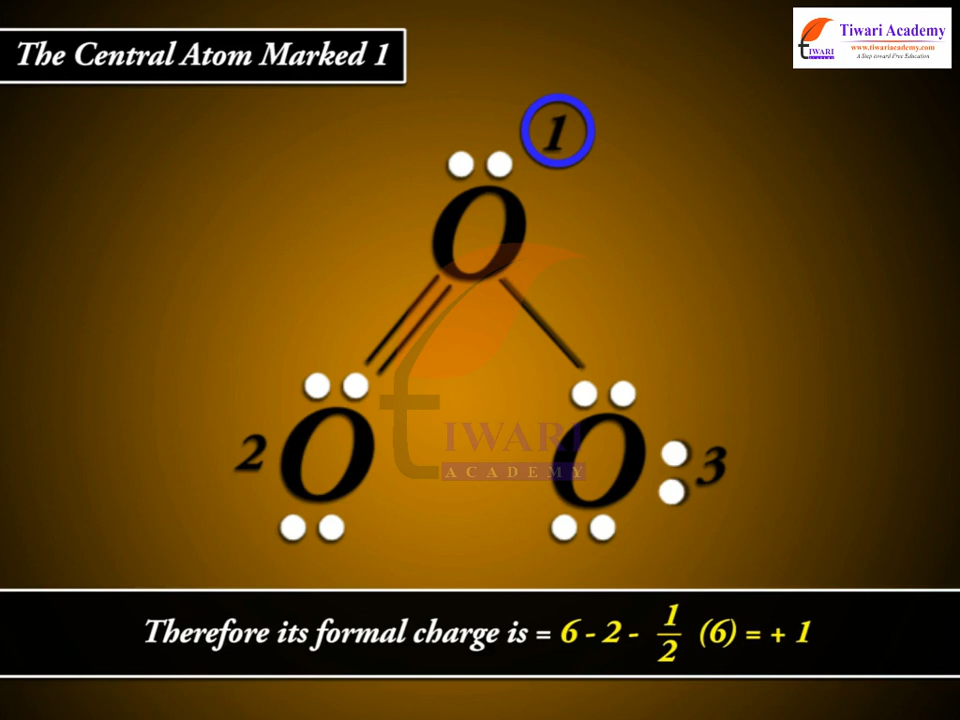 The Central Atom Marked 1
Tiwari Academy
www.tiwariacademy.com
A Step toward Free Education
tIWARI
ACADEMY
1
O
2 O
O 3
tIWARI
ACADEMY
Therefore its formal charge is = 6 - 2 - 1/2 (6) = + 1